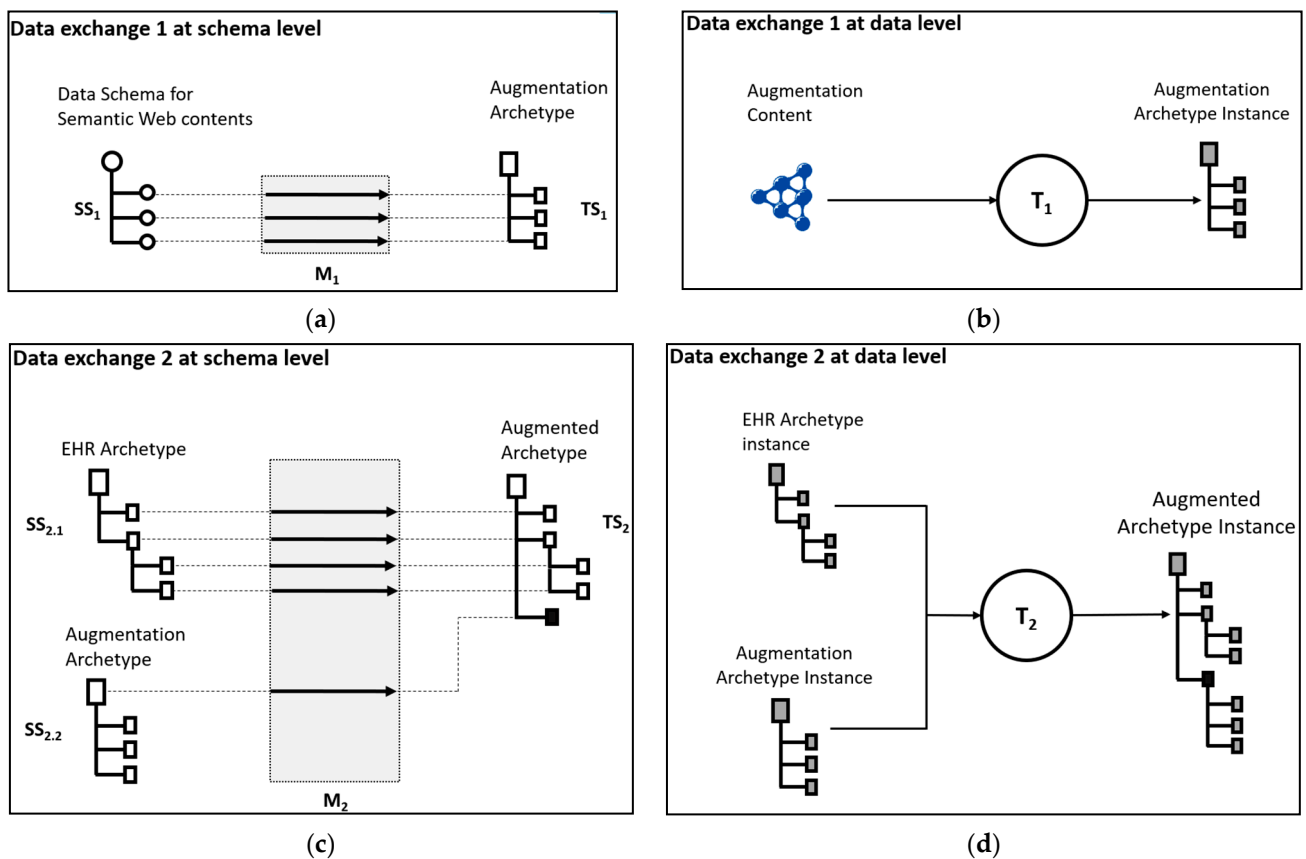 Data exchange 1 at schema level
Data Schema for
Semantic Web contents
Augmentation
Archetype
SS1
TS1
M1
(a)
Data exchange 1 at data level
Augmentation
Content
Augmentation
Archetype Instance
T1
(b)
Data exchange 2 at schema level
EHR Archetype
Augmented
Archetype
SS2.1
TS2
Augmentation
Archetype
SS2.2
M2
(c)
Data exchange 2 at data level
EHR Archetype
instance
Augmented
Archetype Instance
T2
Augmentation
Archetype Instance
(d)